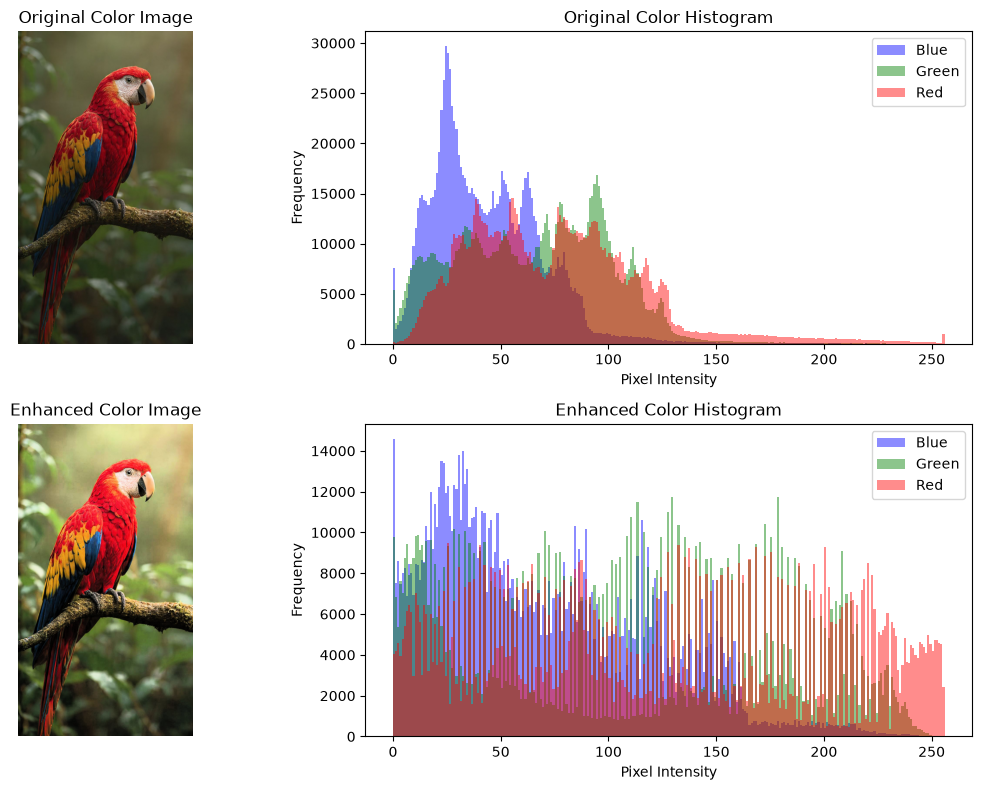 Original Color Image
Original Color Histogram
Frequency
30000
25000
20000
15000
10000
5000
0
Blue
Green
Red
0 50 100 150 200 250
Pixel Intensity
Enhanced Color Image
Enhanced Color Histogram
Frequency
14000
12000
10000
8000
6000
4000
2000
0
Blue
Green
Red
0 50 100 150 200 250
Pixel Intensity